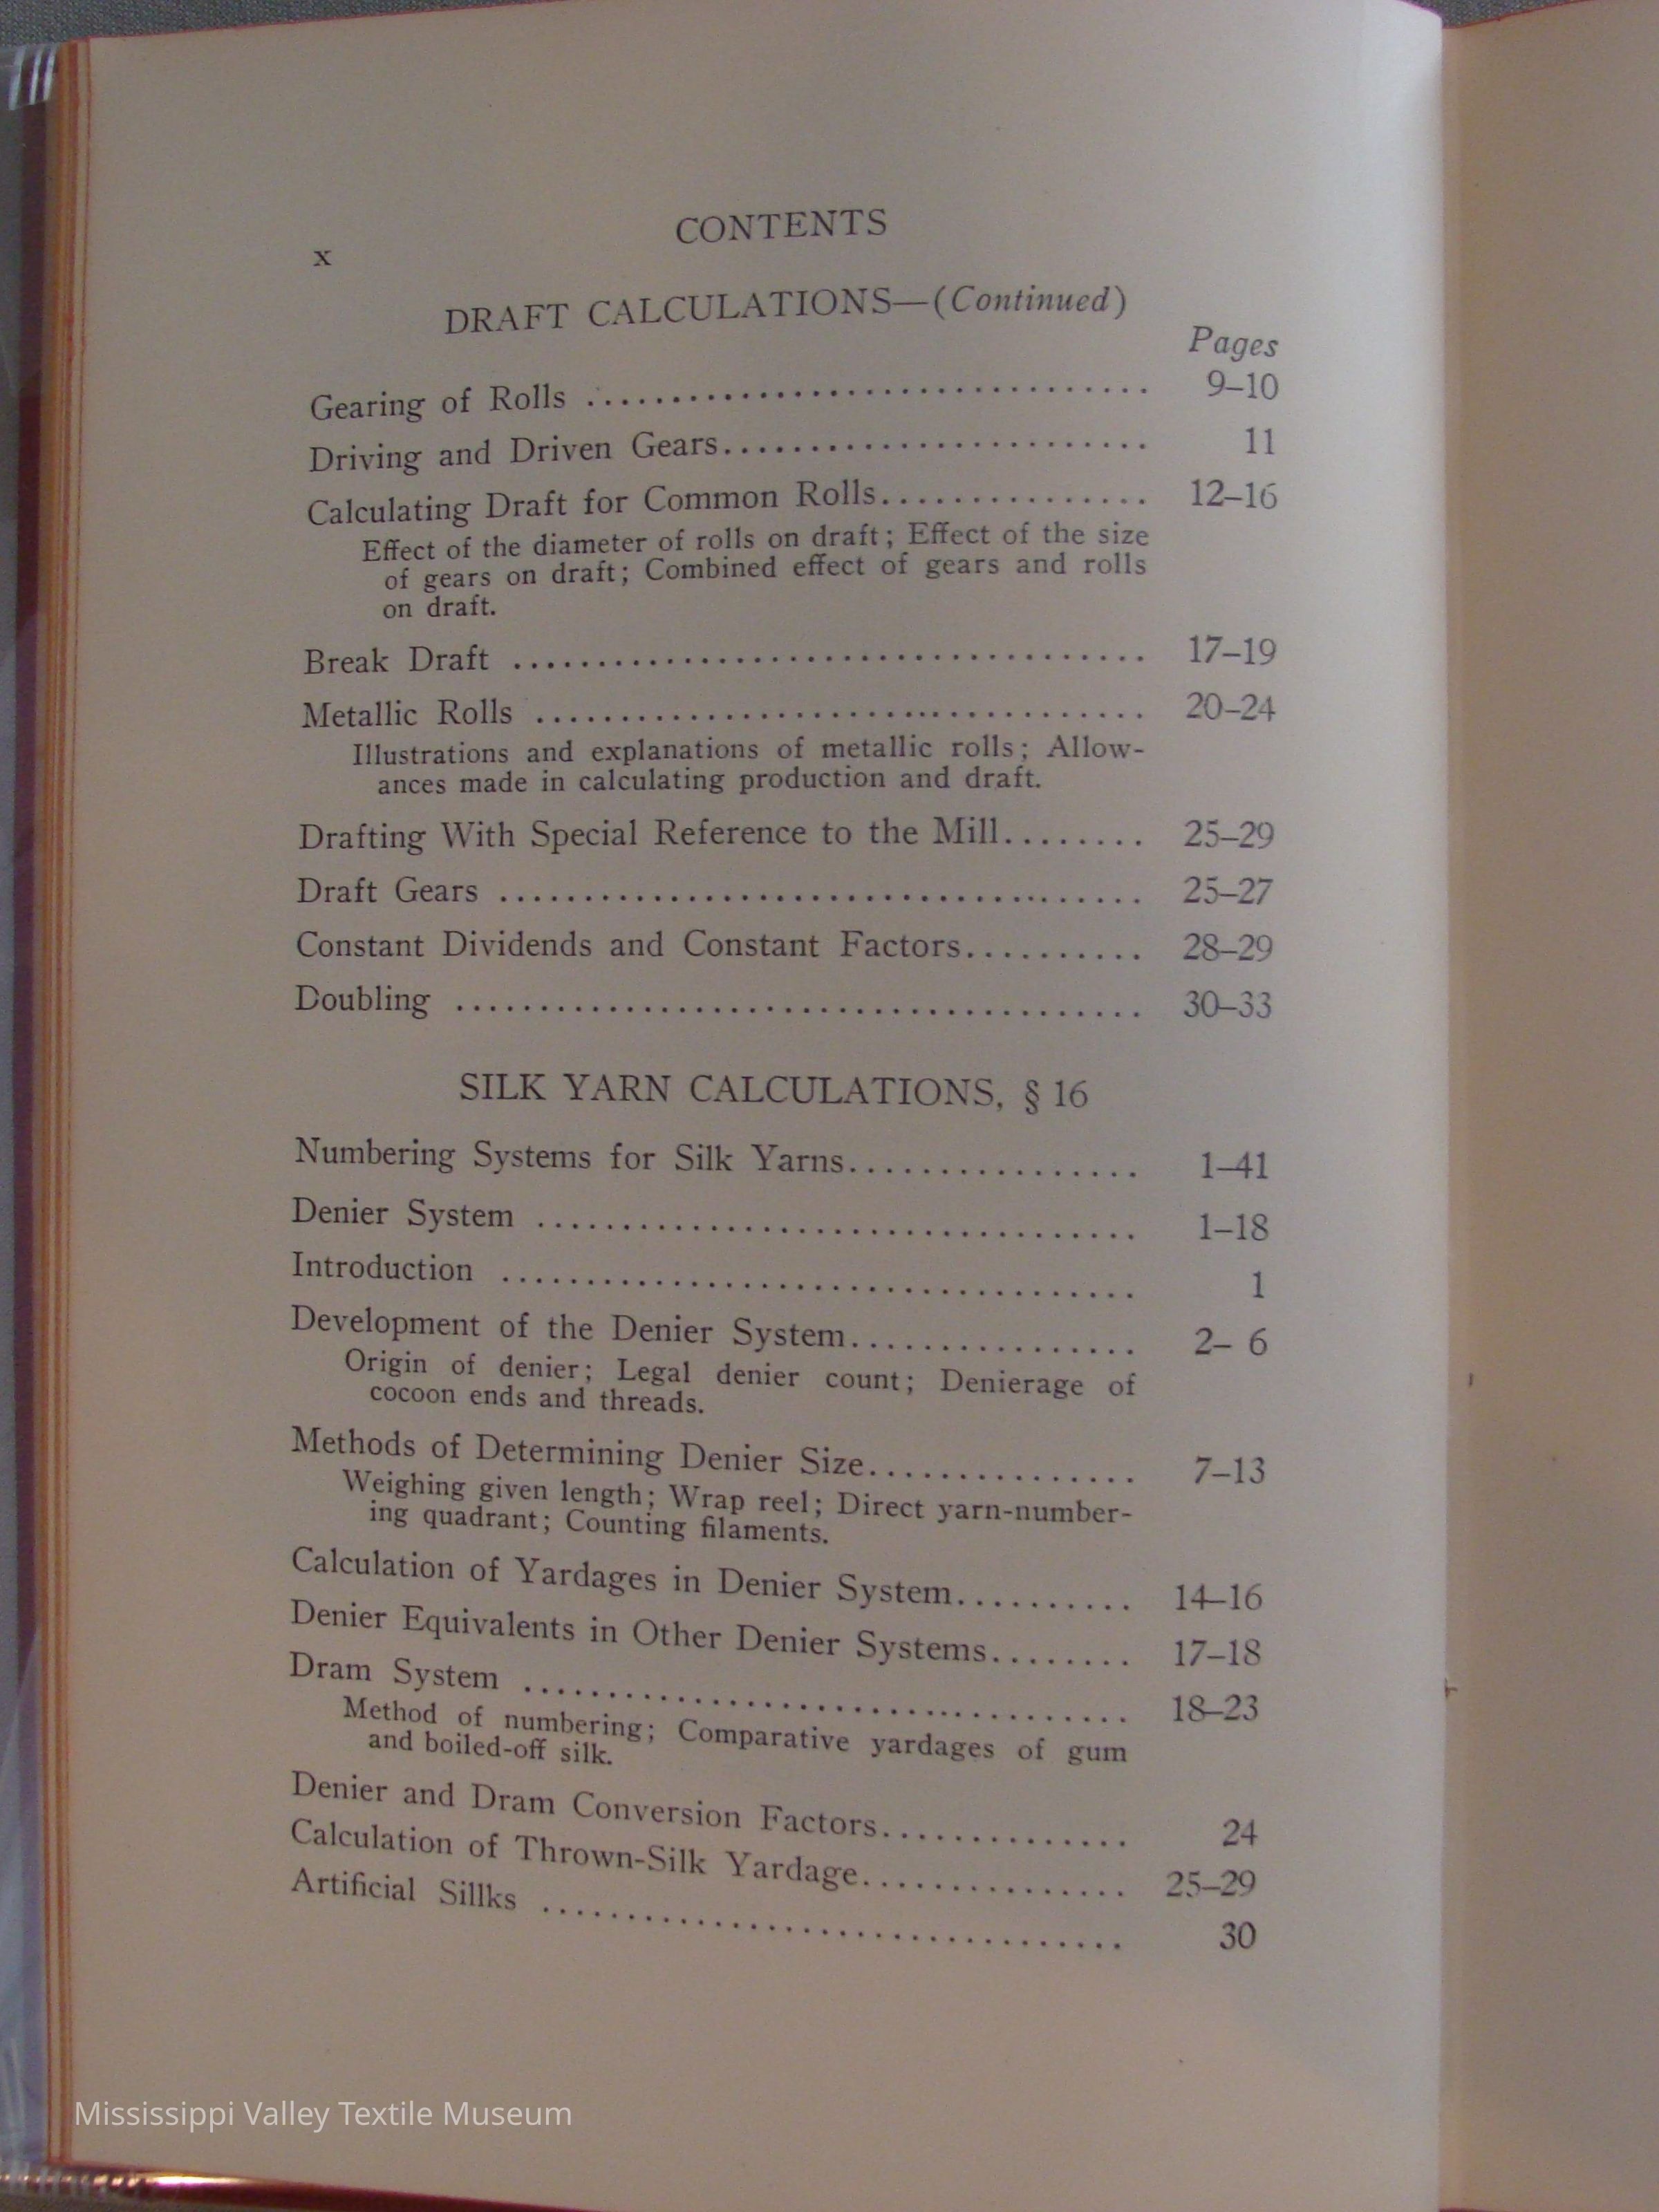 CONTENTS
x
DRAFT CALCULATIONS—(Continued)
Pages
Gearing of Rolls ................................. 9–10
Driving and Driven Gears......................... 11
Calculating Draft for Common Rolls............... 12–16
Effect of the diameter of rolls on draft; Effect of the size
of gears on draft; Combined effect of gears and rolls
on draft.
Break Draft ...................................... 17–19
Metallic Rolls .................................... 20–24
Illustrations and explanations of metallic rolls; Allow-
ances made in calculating production and draft.
Drafting With Special Reference to the Mill........ 25–29
Draft Gears ...................................... 25–27
Constant Dividends and Constant Factors.......... 28–29
Doubling ......................................... 30–33
SILK YARN CALCULATIONS, § 16
Numbering Systems for Silk Yarns................. 1–41
Denier System .................................... 1–18
Introduction ...................................... 1
Development of the Denier System................. 2– 6
Origin of denier; Legal denier count; Denierage of
cocoon ends and threads.
Methods of Determining Denier Size............... 7–13
Weighing given length; Wrap reel; Direct yarn-number-
ing quadrant; Counting filaments.
Calculation of Yardages in Denier System.......... 14–16
Denier Equivalents in Other Denier Systems........ 17–18
Dram System .................................... 18–23
Method of numbering; Comparative yardages of gum
and boiled-off silk.
Denier and Dram Conversion Factors.............. 24
Calculation of Thrown-Silk Yardage............... 25–29
Artificial Sillks .................................. 30
Mississippi Valley Textile Museum